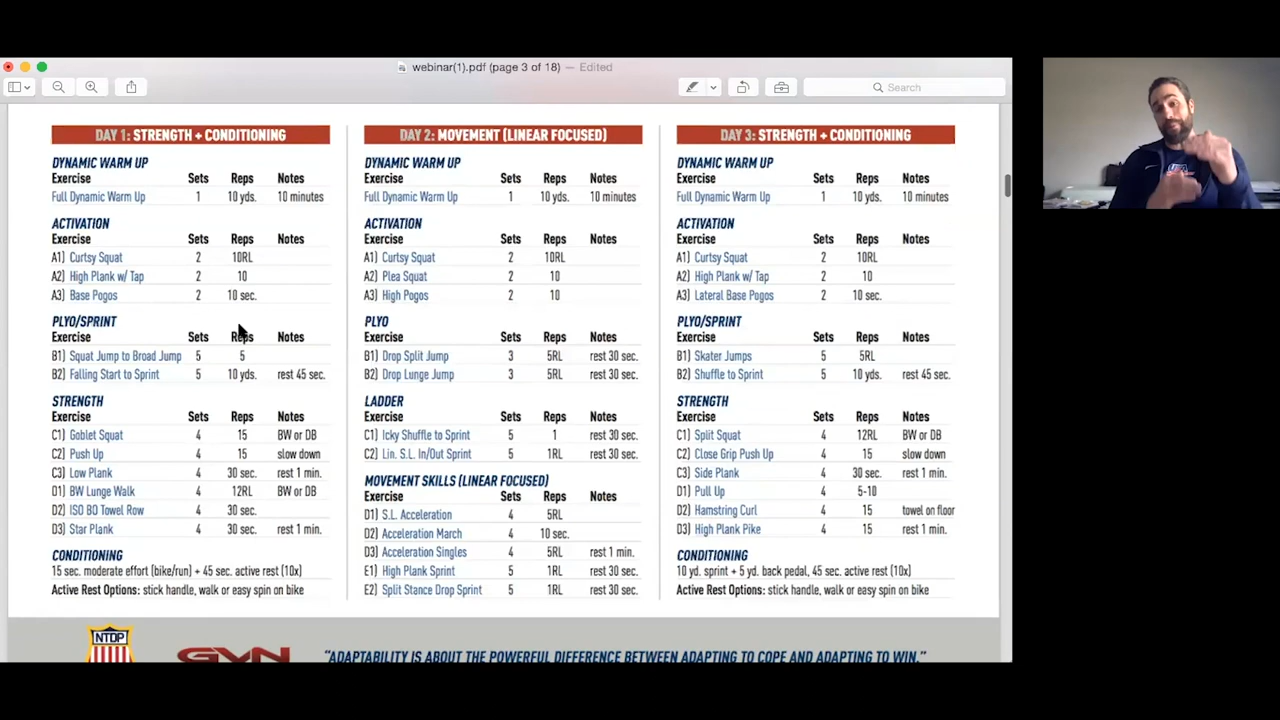 webinar(1).pdf (page 3 of 18) — Edited
Search
DAY 1: STRENGTH + CONDITIONING
DYNAMIC WARM UP
Exercise Sets Reps Notes
Full Dynamic Warm Up 1 10 yds. 10 minutes
ACTIVATION
Exercise Sets Reps Notes
A1) Curtsy Squat 2 10RL
A2) High Plank w/ Tap 2 10
A3) Base Pogos 2 10 sec.
PLYO/SPRINT
Exercise Sets Reps Notes
B1) Squat Jump to Broad Jump 5 5
B2) Falling Start to Sprint 5 10 yds. rest 45 sec.
STRENGTH
Exercise Sets Reps Notes
C1) Goblet Squat 4 15 BW or DB
C2) Push Up 4 15 slow down
C3) Low Plank 4 30 sec. rest 1 min.
D1) BW Lunge Walk 4 12RL BW or DB
D2) ISO BO Towel Row 4 30 sec.
D3) Star Plank 4 30 sec. rest 1 min.
CONDITIONING
15 sec. moderate effort (bike/run) + 45 sec. active rest (10x)
Active Rest Options: stick handle, walk or easy spin on bike
DAY 2: MOVEMENT (LINEAR FOCUSED)
DYNAMIC WARM UP
Exercise Sets Reps Notes
Full Dynamic Warm Up 1 10 yds. 10 minutes
ACTIVATION
Exercise Sets Reps Notes
A1) Curtsy Squat 2 10RL
A2) Plea Squat 2 10
A3) High Pogos 2 10
PLYO
Exercise Sets Reps Notes
B1) Drop Split Jump 3 5RL rest 30 sec.
B2) Drop Lunge Jump 3 5RL rest 30 sec.
LADDER
Exercise Sets Reps Notes
C1) Icky Shuffle to Sprint 5 1 rest 30 sec.
C2) Lin. S.L. In/Out Sprint 5 1RL rest 30 sec.
MOVEMENT SKILLS (LINEAR FOCUSED)
Exercise Sets Reps Notes
D1) S.L. Acceleration 4 5RL
D2) Acceleration March 4 10 sec.
D3) Acceleration Singles 4 5RL rest 1 min.
E1) High Plank Sprint 5 1RL rest 30 sec.
E2) Split Stance Drop Sprint 5 1RL rest 30 sec.
DAY 3: STRENGTH + CONDITIONING
DYNAMIC WARM UP
Exercise Sets Reps Notes
Full Dynamic Warm Up 1 10 yds. 10 minutes
ACTIVATION
Exercise Sets Reps Notes
A1) Curtsy Squat 2 10RL
A2) High Plank w/ Tap 2 10
A3) Lateral Base Pogos 2 10 sec.
PLYO/SPRINT
Exercise Sets Reps Notes
B1) Skater Jumps 5 5RL
B2) Shuffle to Sprint 5 10 yds. rest 45 sec.
STRENGTH
Exercise Sets Reps Notes
C1) Split Squat 4 12RL BW or DB
C2) Close Grip Push Up 4 15 slow down
C3) Side Plank 4 30 sec. rest 1 min.
D1) Pull Up 4 5-10
D2) Hamstring Curl 4 15 towel on floor
D3) High Plank Pike 4 15 rest 1 min.
CONDITIONING
10 yd. sprint + 5 yd. back pedal, 45 sec. active rest (10x)
Active Rest Options: stick handle, walk or easy spin on bike
NTDP
"ADAPTABILITY IS ABOUT THE POWERFUL DIFFERENCE BETWEEN ADAPTING TO COPE AND ADAPTING TO WIN."